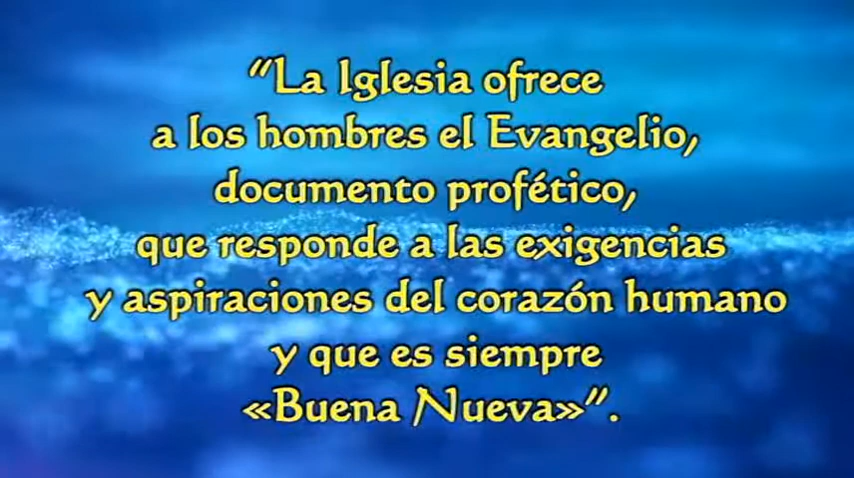 “La Iglesia ofrece
a los hombres el Evangelio,
documento profético,
que responde a las exigencias
y aspiraciones del corazón humano
y que es siempre
«Buena Nueva»”.